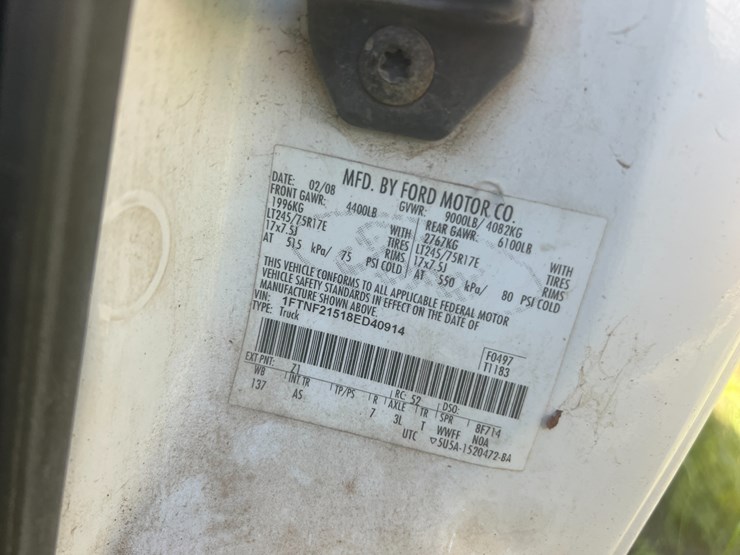 MFD. BY FORD MOTOR CO.
DATE: 02/08 GVWR: 9000LB/4082KG
FRONT GAWR: 4400LB REAR GAWR: 6100LB
1996KG WITH 2767KG WITH
LT245/75R17E TIRES LT245/75R17E TIRES
17x7.5J RIMS 17x7.5J RIMS
AT 515 kPa/ 75 PSI COLD AT 550 kPa/ 80 PSI COLD
THIS VEHICLE CONFORMS TO ALL APPLICABLE FEDERAL MOTOR
VEHICLE SAFETY STANDARDS IN EFFECT ON THE DATE OF
MANUFACTURE SHOWN ABOVE.
VIN: 1FTNF21518ED40914 F0497
TYPE: Truck T1183
EXT PNT: Z1 RC: 52 DSO:
WB INT TR TP/PS R AXLE TR SPR 8F714
137 AS 7 3L T WWFF NOA
UTC 5U5A-1520472-BA